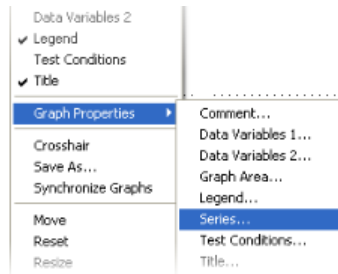 Data Variables 2
Legend
Test Conditions
Title
Graph Properties
Crosshair
Save As...
Synchronize Graphs
Move
Reset
Resize
Comment...
Data Variables 1...
Data Variables 2...
Graph Area...
Legend...
Series...
Test Conditions...
Title...